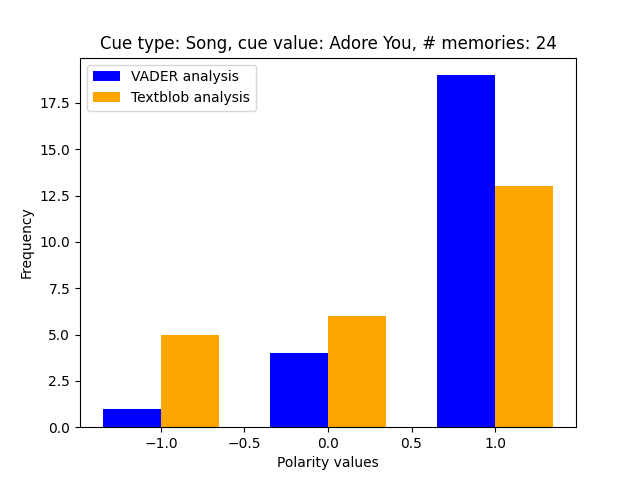 Cue type: Song, cue value: Adore You, # memories: 24
VADER analysis
Textblob analysis
Frequency
17.5
15.0
12.5
10.0
7.5
5.0
2.5
0.0
−1.0 −0.5 0.0 0.5 1.0
Polarity values